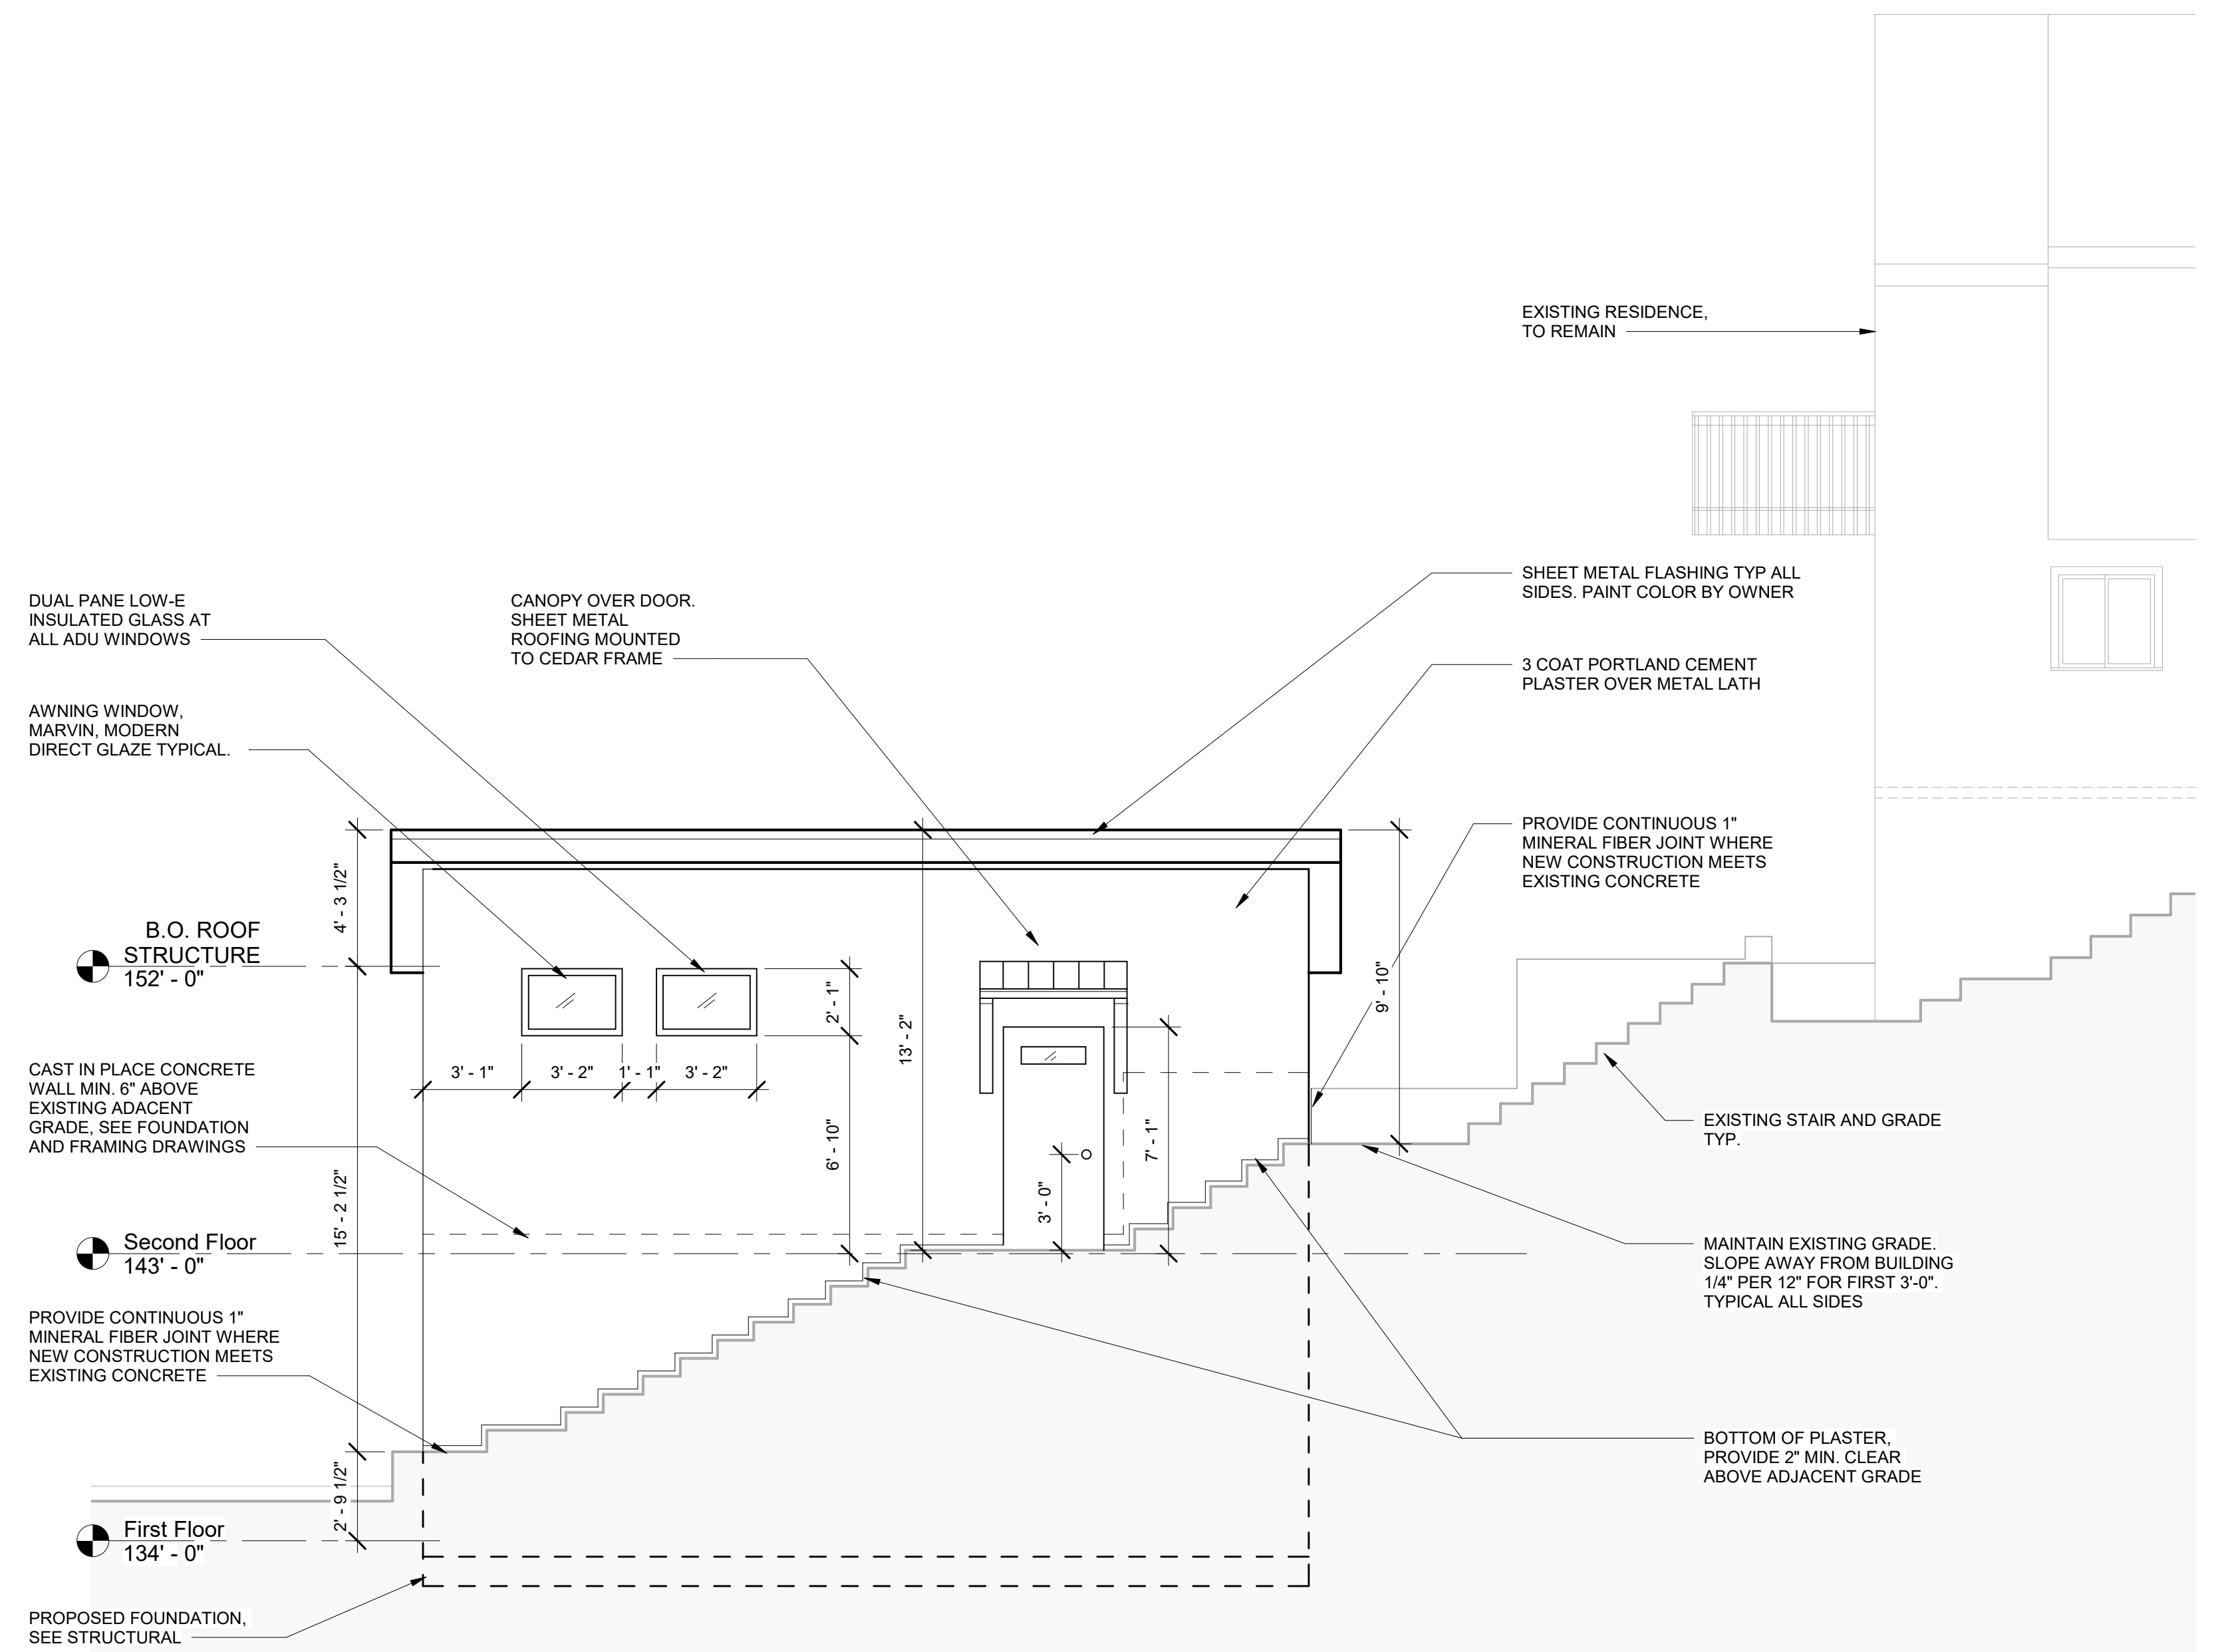 EXISTING RESIDENCE,
TO REMAIN
SHEET METAL FLASHING TYP ALL
SIDES. PAINT COLOR BY OWNER
DUAL PANE LOW-E
INSULATED GLASS AT
ALL ADU WINDOWS
CANOPY OVER DOOR.
SHEET METAL
ROOFING MOUNTED
TO CEDAR FRAME
3 COAT PORTLAND CEMENT
PLASTER OVER METAL LATH
AWNING WINDOW,
MARVIN, MODERN
DIRECT GLAZE TYPICAL.
PROVIDE CONTINUOUS 1"
MINERAL FIBER JOINT WHERE
NEW CONSTRUCTION MEETS
EXISTING CONCRETE
4' - 3 1/2"
B.O. ROOF
STRUCTURE
152' - 0"
2' - 1"
13' - 2"
9' - 10"
3' - 1"
3' - 2"
1' - 1"
3' - 2"
CAST IN PLACE CONCRETE
WALL MIN. 6" ABOVE
EXISTING ADACENT
GRADE, SEE FOUNDATION
AND FRAMING DRAWINGS
6' - 10"
7' - 1"
3' - 0"
15' - 2 1/2"
EXISTING STAIR AND GRADE
TYP.
Second Floor
143' - 0"
MAINTAIN EXISTING GRADE.
SLOPE AWAY FROM BUILDING
1/4" PER 12" FOR FIRST 3'-0".
TYPICAL ALL SIDES
PROVIDE CONTINUOUS 1"
MINERAL FIBER JOINT WHERE
NEW CONSTRUCTION MEETS
EXISTING CONCRETE
BOTTOM OF PLASTER,
PROVIDE 2" MIN. CLEAR
ABOVE ADJACENT GRADE
2' - 9 1/2"
First Floor
134' - 0"
PROPOSED FOUNDATION,
SEE STRUCTURAL